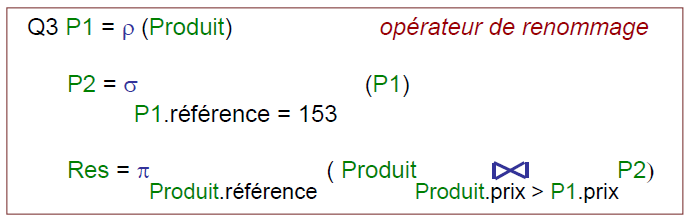 Q3 P1 = ρ (Produit) opérateur de renommage
P2 = σ (P1)
P1.référence = 153
Res = π ( Produit ⋈ P2)
Produit.référence Produit.prix > P1.prix